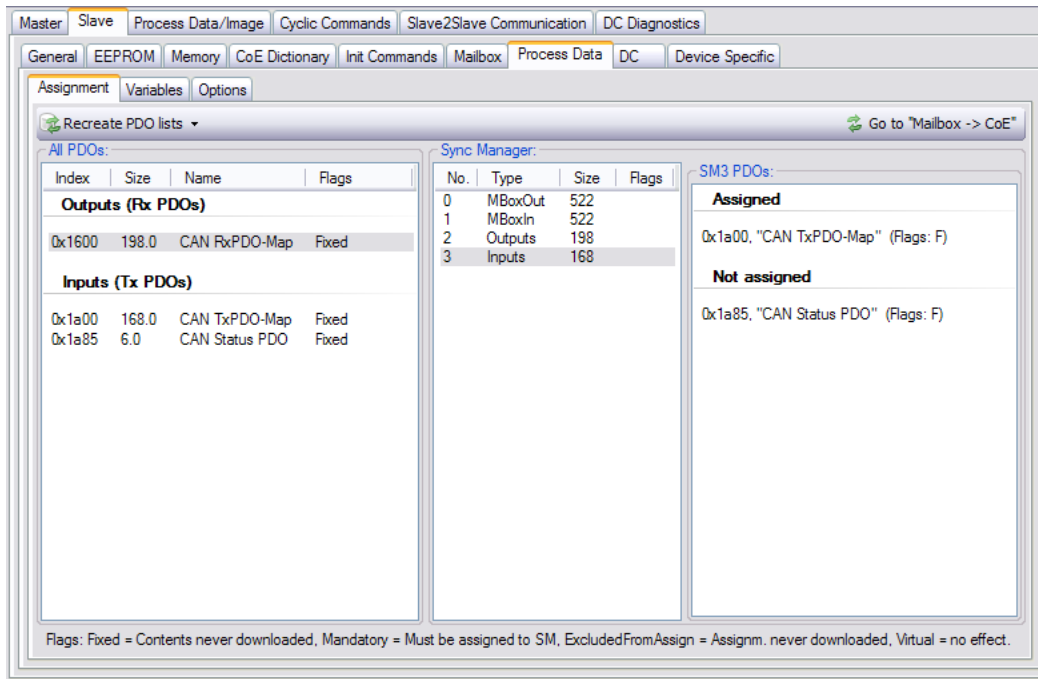 Master Slave Process Data/Image Cyclic Commands Slave2Slave Communication DC Diagnostics
General EEPROM Memory CoE Dictionary Init Commands Mailbox Process Data DC Device Specific
Assignment Variables Options
Recreate PDO lists Go to "Mailbox -> CoE"
All PDOs:
Index Size Name Flags
Outputs (Rx PDOs)
0x1600 198.0 CAN RxPDO-Map Fixed
Inputs (Tx PDOs)
0x1a00 168.0 CAN TxPDO-Map Fixed
0x1a85 6.0 CAN Status PDO Fixed
Sync Manager:
No. Type Size Flags
0 MBoxOut 522
1 MBoxIn 522
2 Outputs 198
3 Inputs 168
SM3 PDOs:
Assigned
0x1a00, "CAN TxPDO-Map" (Flags: F)
Not assigned
0x1a85, "CAN Status PDO" (Flags: F)
Flags: Fixed = Contents never downloaded, Mandatory = Must be assigned to SM, ExcludedFromAssign = Assignm. never downloaded, Virtual = no effect.